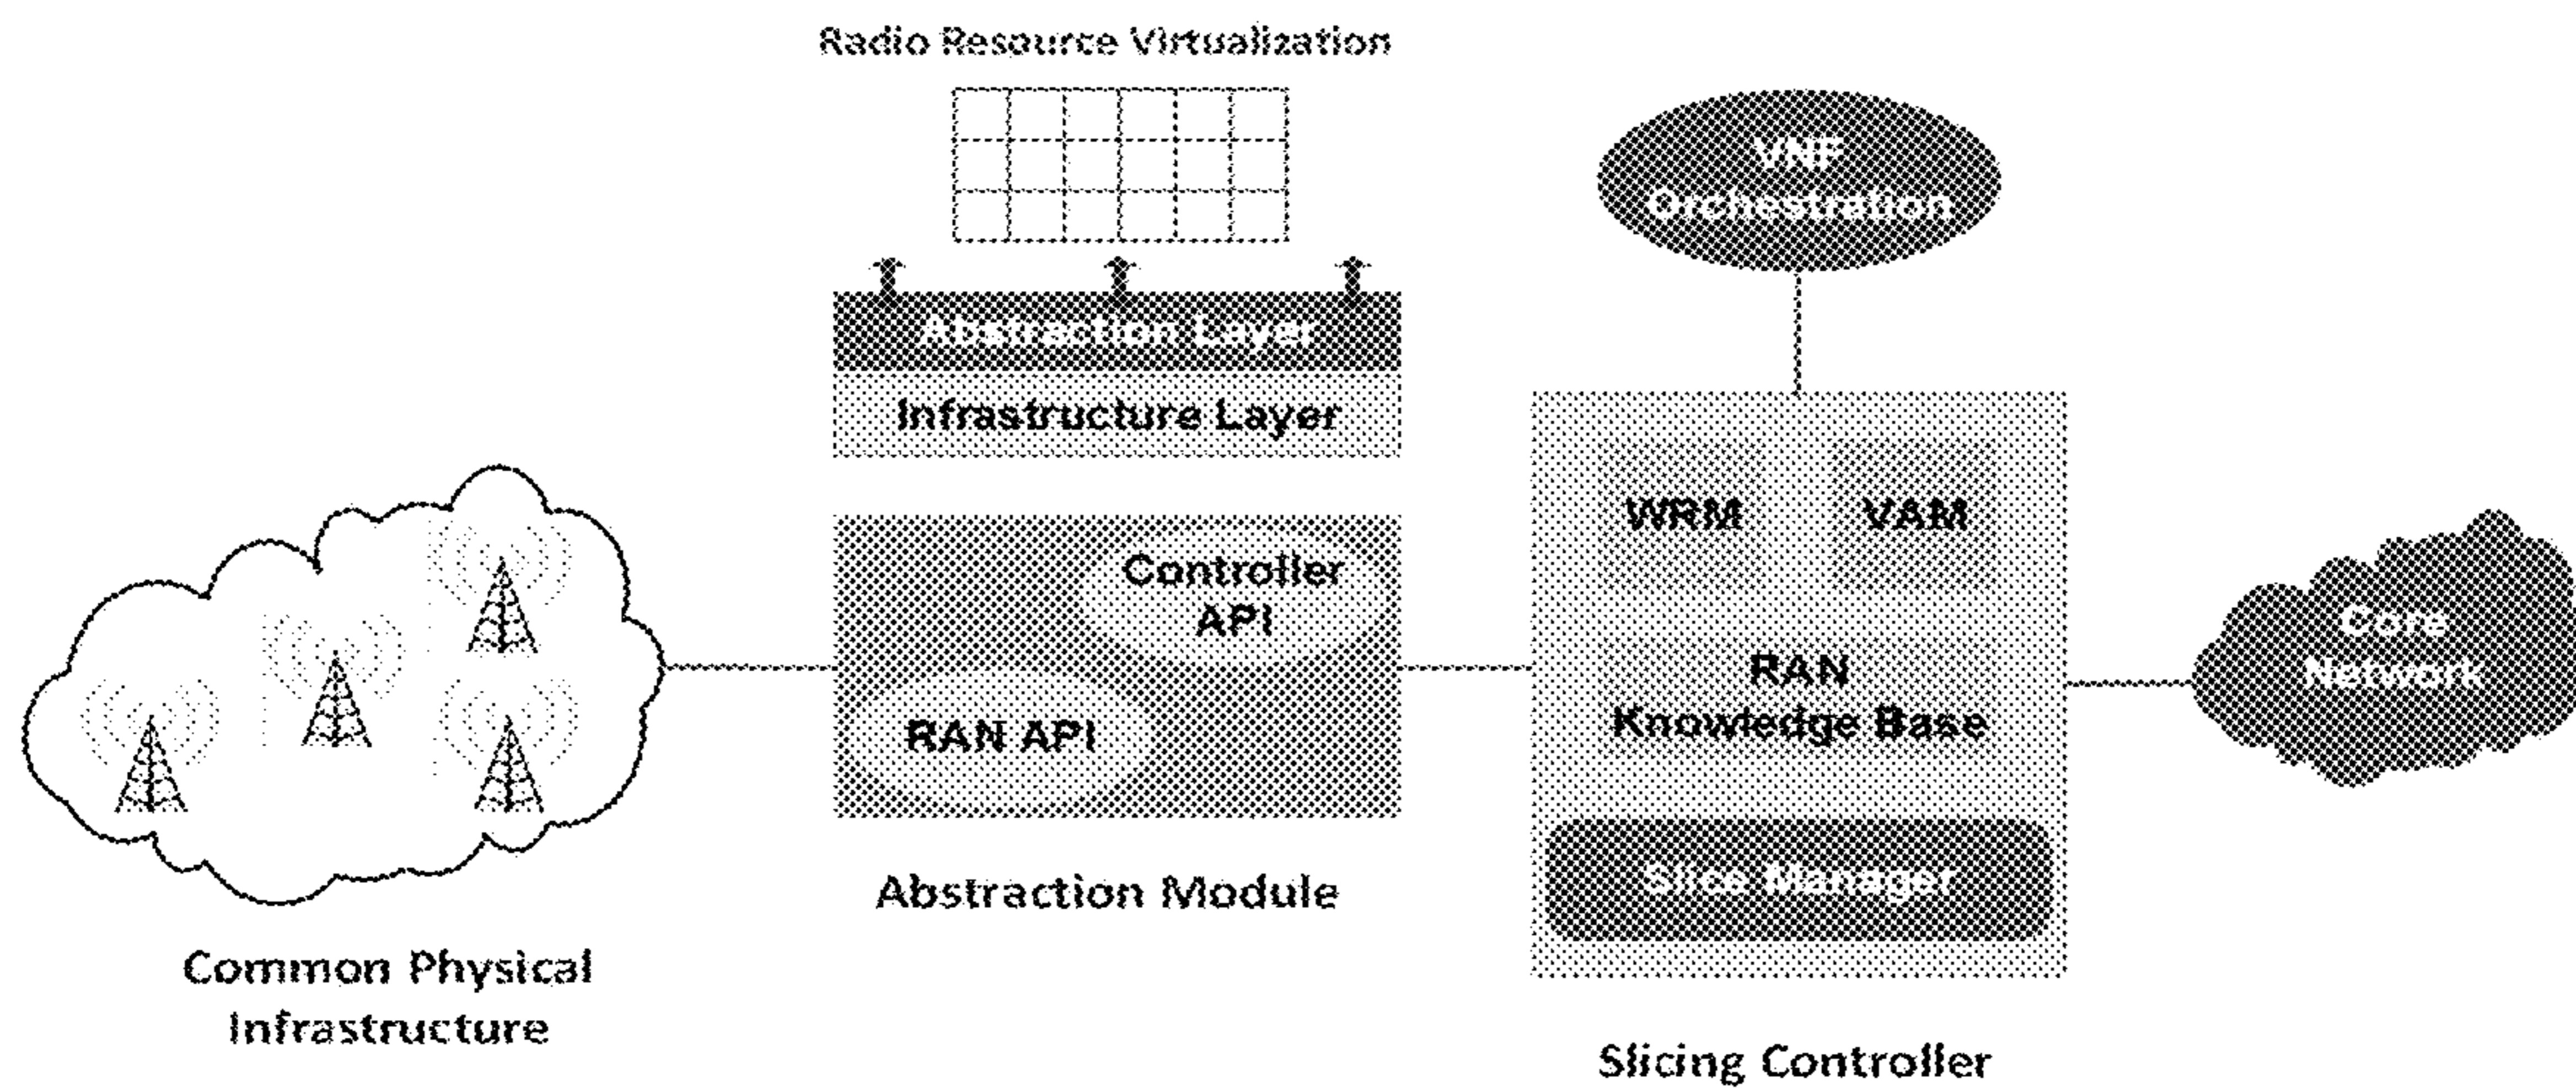 Radio Resource Virtualization
VNF
Orchestration
Abstraction Layer
Infrastructure Layer
WRM
VAM
Controller
API
RAN API
RAN
Knowledge Base
Core
Network
Slice Manager
Abstraction Module
Common Physical
Infrastructure
Slicing Controller